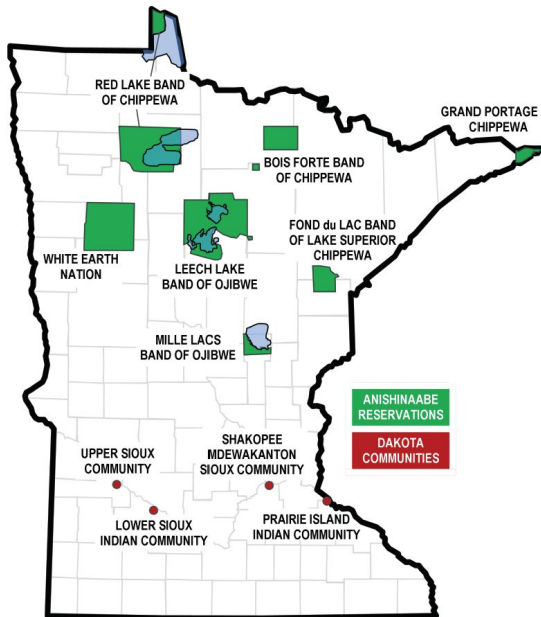 RED LAKE BAND
OF CHIPPEWA
GRAND PORTAGE
CHIPPEWA
BOIS FORTE BAND
OF CHIPPEWA
FOND du LAC BAND
OF LAKE SUPERIOR
CHIPPEWA
WHITE EARTH
NATION
LEECH LAKE
BAND OF OJIBWE
MILLE LACS
BAND OF OJIBWE
ANISHINAABE
RESERVATIONS
DAKOTA
COMMUNITIES
UPPER SIOUX
COMMUNITY
SHAKOPEE
MDEWAKANTON
SIOUX COMMUNITY
LOWER SIOUX
INDIAN COMMUNITY
PRAIRIE ISLAND
INDIAN COMMUNITY